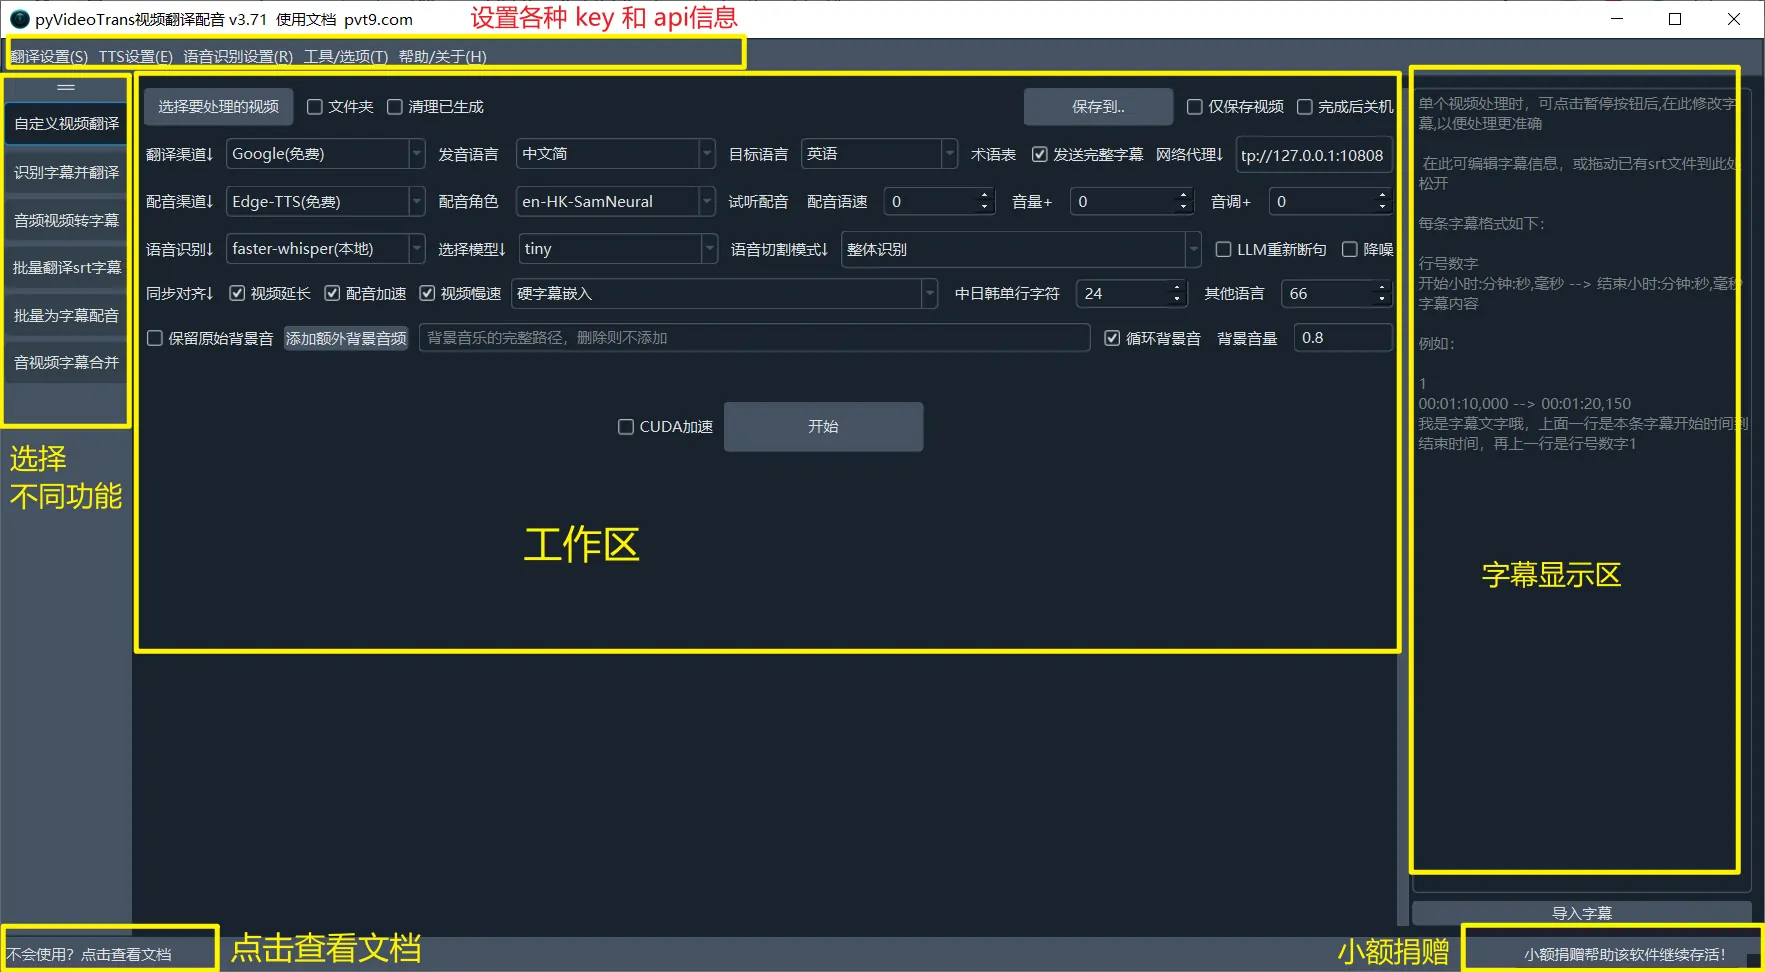 pyVideoTrans视频翻译配音 v3.71 使用文档 pvt9.com
设置各种 key 和 api信息
翻译设置(S) TTS设置(E) 语音识别设置(R) 工具/选项(T) 帮助/关于(H)
自定义视频翻译
识别字幕并翻译
音频视频转字幕
批量翻译srt字幕
批量为字幕配音
音视频字幕合并
选择
不同功能
选择要处理的视频 文件夹 清理已生成 保存到.. 仅保存视频 完成后关机
翻译渠道↓ Google(免费) 发音语言 中文简 目标语言 英语 术语表 发送完整字幕 网络代理↓ tp://127.0.0.1:10808
配音渠道↓ Edge-TTS(免费) 配音角色 en-HK-SamNeural 试听配音 配音语速 0 音量+ 0 音调+ 0
语音识别↓ faster-whisper(本地) 选择模型↓ tiny 语音切割模式↓ 整体识别 LLM重新断句 降噪
同步对齐↓ 视频延长 配音加速 视频慢速 硬字幕嵌入 中日韩单行字符 24 其他语言 66
保留原始背景音 添加额外背景音频 背景音乐的完整路径，删除则不添加 循环背景音 背景音量 0.8
CUDA加速 开始
工作区
单个视频处理时，可点击暂停按钮后,在此修改字
幕,以便处理更准确
在此可编辑字幕信息，或拖动已有srt文件到此处
松开
每条字幕格式如下：
行号数字
开始小时:分钟:秒,毫秒 --> 结束小时:分钟:秒,毫秒
字幕内容
例如：
1
00:01:10,000 --> 00:01:20,150
我是字幕文字哦，上面一行是本条字幕开始时间到
结束时间，再上一行是行号数字1
字幕显示区
导入字幕
不会使用？点击查看文档
点击查看文档
小额捐赠
小额捐赠帮助该软件继续存活！